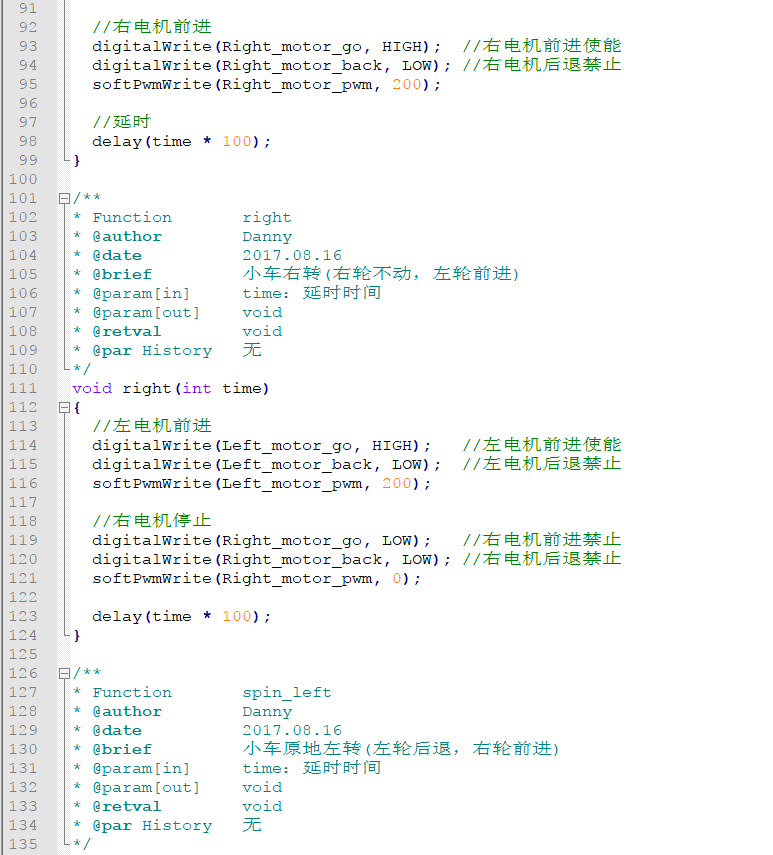 91
92 //右电机前进
93 digitalWrite(Right_motor_go, HIGH);  //右电机前进使能
94 digitalWrite(Right_motor_back, LOW); //右电机后退禁止
95 softPwmWrite(Right_motor_pwm, 200);
96
97 //延时
98 delay(time * 100);
99 }
100
101 /**
102 * Function       right
103 * @author        Danny
104 * @date          2017.08.16
105 * @brief         小车右转(右轮不动，左轮前进)
106 * @param[in]     time：延时时间
107 * @param[out]    void
108 * @retval        void
109 * @par History   无
110 */
111 void right(int time)
112 {
113 //左电机前进
114 digitalWrite(Left_motor_go, HIGH);   //左电机前进使能
115 digitalWrite(Left_motor_back, LOW);  //左电机后退禁止
116 softPwmWrite(Left_motor_pwm, 200);
117
118 //右电机停止
119 digitalWrite(Right_motor_go, LOW);   //右电机前进禁止
120 digitalWrite(Right_motor_back, LOW); //右电机后退禁止
121 softPwmWrite(Right_motor_pwm, 0);
122
123 delay(time * 100);
124 }
125
126 /**
127 * Function       spin_left
128 * @author        Danny
129 * @date          2017.08.16
130 * @brief         小车原地左转(左轮后退，右轮前进)
131 * @param[in]     time：延时时间
132 * @param[out]    void
133 * @retval        void
134 * @par History   无
135 */